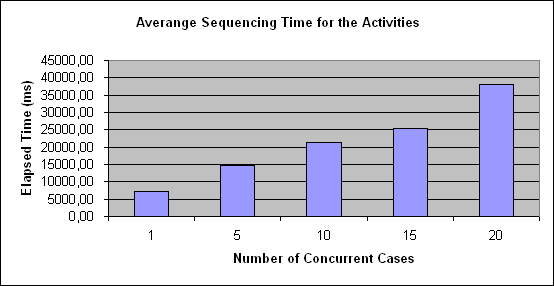 Averange Sequencing Time for the Activities
45000,00
40000,00
35000,00
30000,00
25000,00
20000,00
15000,00
10000,00
5000,00
0,00
Elapsed Time (ms)
1 5 10 15 20
Number of Concurrent Cases